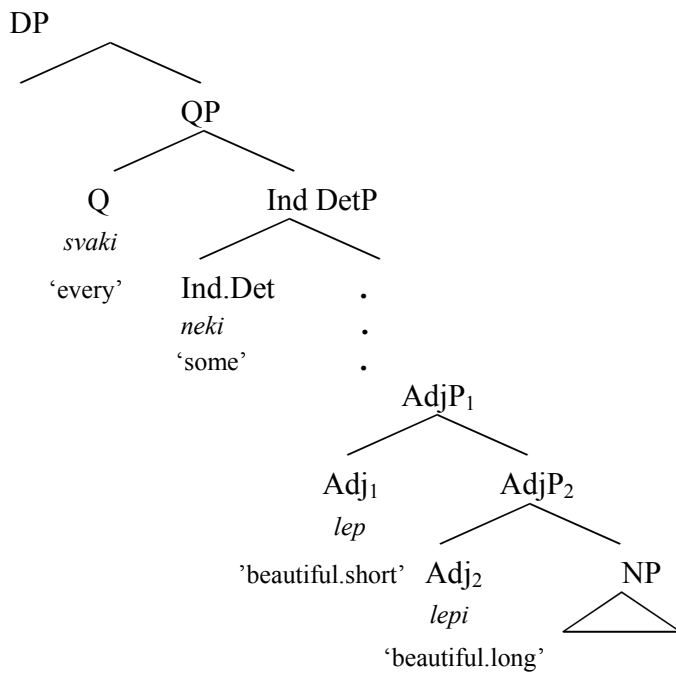 DP
QP
Q Ind DetP
svaki
‘every’ Ind.Det .
neki .
‘some’ .
AdjP₁
Adj₁ AdjP₂
lep
’beautiful.short’ Adj₂ NP
lepi
‘beautiful.long’